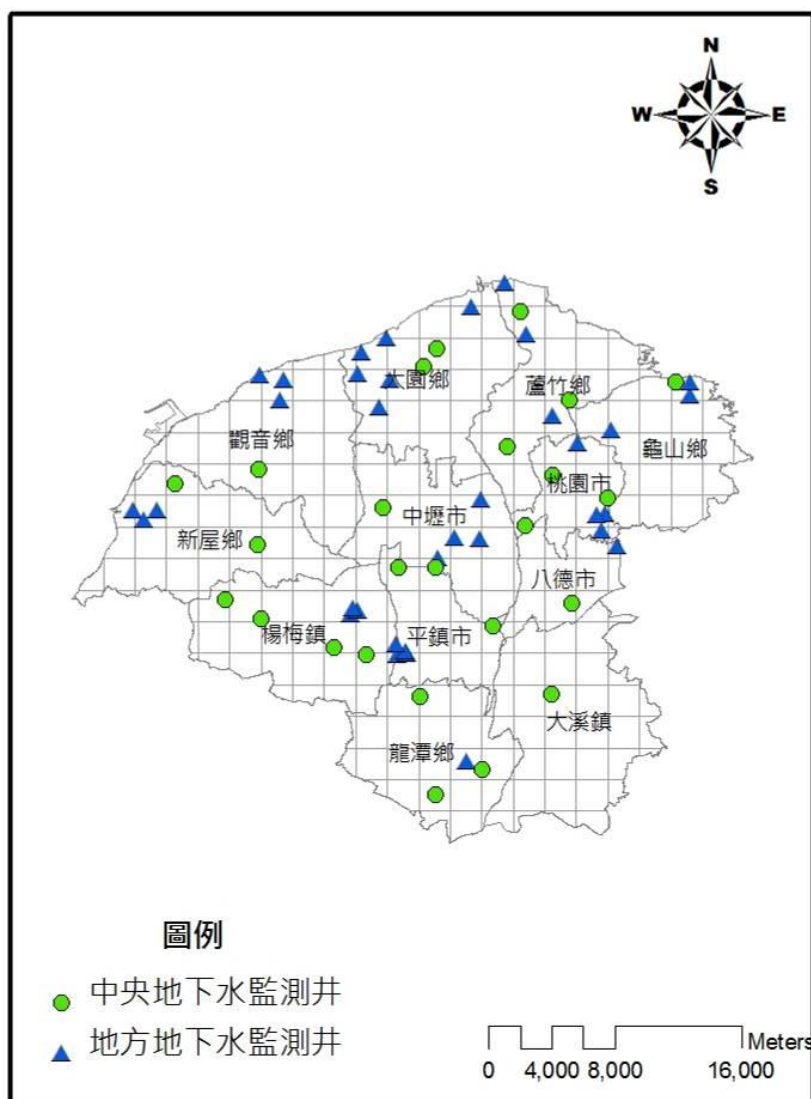 N
W E
S
大園鄉
蘆竹鄉
觀音鄉
龜山鄉
桃園市
中壢市
新屋鄉
八德市
楊梅鎮
平鎮市
大溪鎮
龍潭鄉
圖例
中央地下水監測井
地方地下水監測井
Meters
0 4,000 8,000 16,000